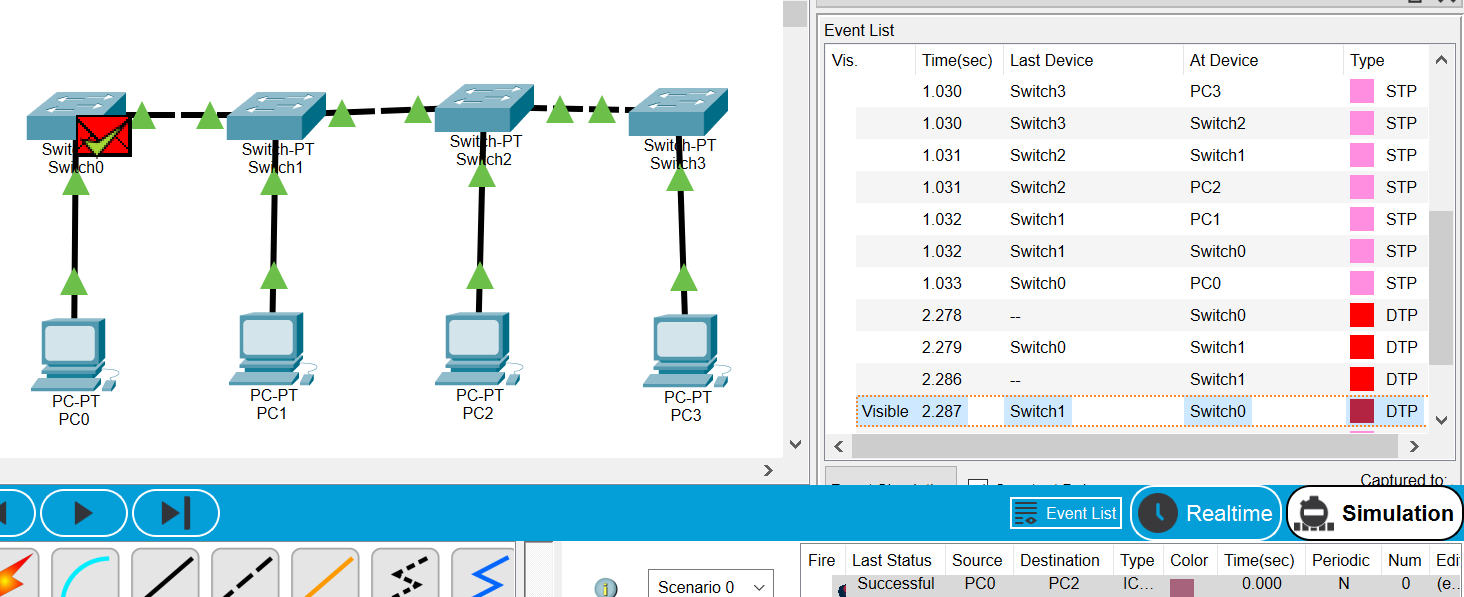 Event List
Vis. Time(sec) Last Device At Device Type
1.030 Switch3 PC3 STP
1.030 Switch3 Switch2 STP
1.031 Switch2 Switch1 STP
1.031 Switch2 PC2 STP
1.032 Switch1 PC1 STP
1.032 Switch1 Switch0 STP
1.033 Switch0 PC0 STP
2.278 -- Switch0 DTP
2.279 Switch0 Switch1 DTP
2.286 -- Switch1 DTP
Visible 2.287 Switch1 Switch0 DTP
Switch0
Switch-PT
Switch1
Switch-PT
Switch2
Switch-PT
Switch3
PC-PT
PC0
PC-PT
PC1
PC-PT
PC2
PC-PT
PC3
Captured to:
Event List Realtime Simulation
Scenario 0
Fire Last Status Source Destination Type Color Time(sec) Periodic Num Edi
Successful PC0 PC2 IC... 0.000 N 0 (e...